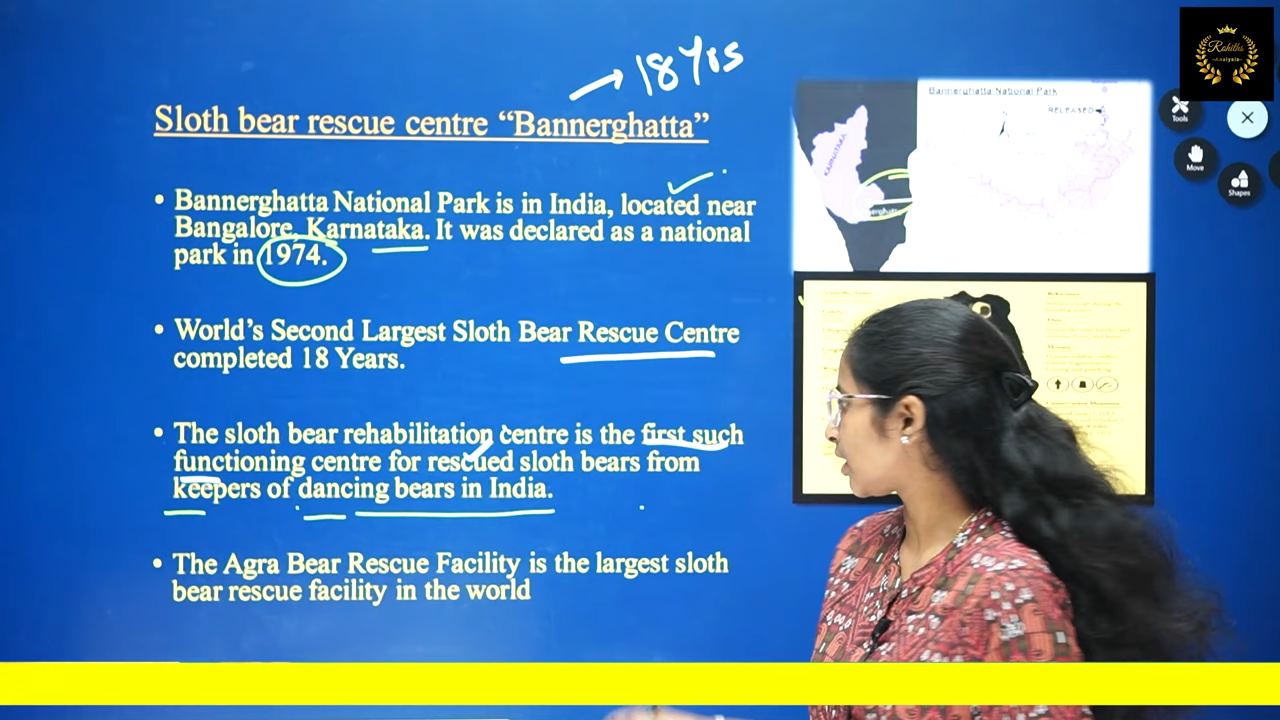 → 18 Yrs
Sloth bear rescue centre “Bannerghatta”
• Bannerghatta National Park is in India, located near
Bangalore, Karnataka. It was declared as a national
park in 1974.
• World’s Second Largest Sloth Bear Rescue Centre
completed 18 Years.
• The sloth bear rehabilitation centre is the first such
functioning centre for rescued sloth bears from
keepers of dancing bears in India.
• The Agra Bear Rescue Facility is the largest sloth
bear rescue facility in the world
Bannerghatta National Park
RELEASED
KARNATAKA
Rohiths
Analysis
Tools
Move
Shapes